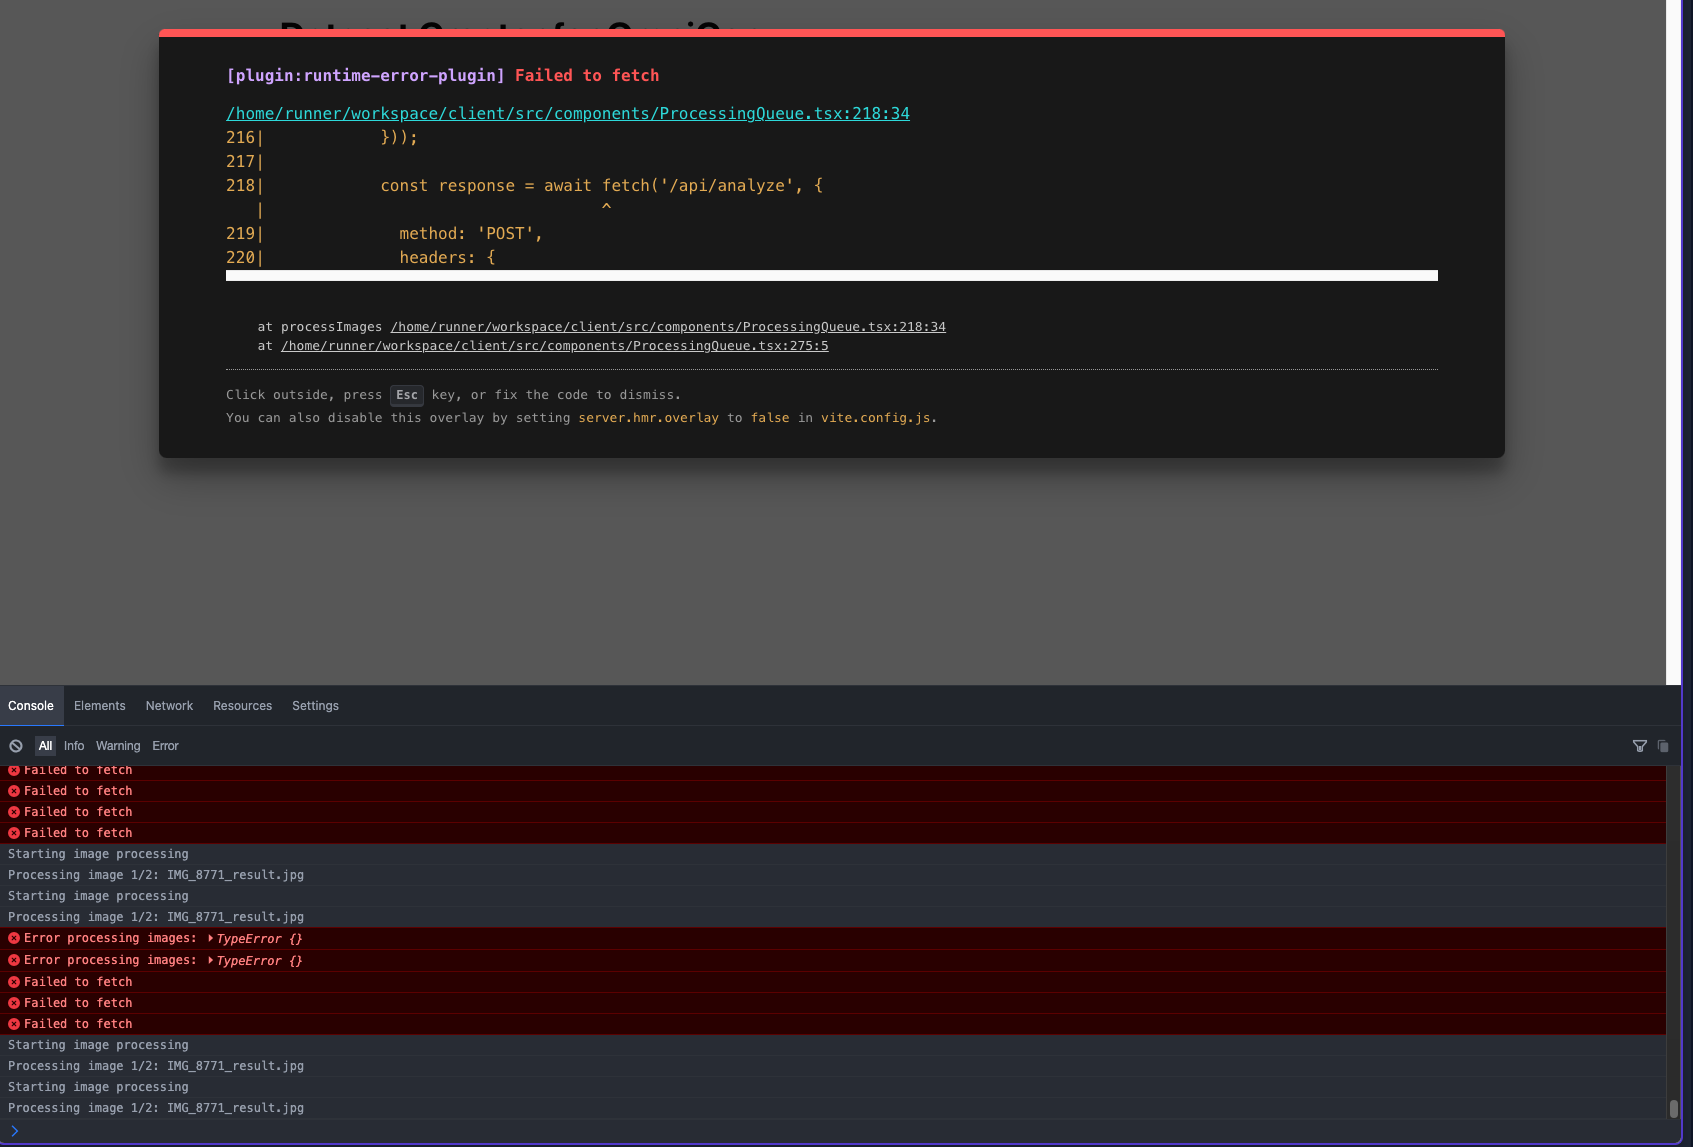 [plugin:runtime-error-plugin] Failed to fetch
/home/runner/workspace/client/src/components/ProcessingQueue.tsx:218:34
216|            }));
217|
218|            const response = await fetch('/api/analyze', {
   |                                   ^
219|              method: 'POST',
220|              headers: {
at processImages /home/runner/workspace/client/src/components/ProcessingQueue.tsx:218:34
at /home/runner/workspace/client/src/components/ProcessingQueue.tsx:275:5
Click outside, press Esc key, or fix the code to dismiss.
You can also disable this overlay by setting server.hmr.overlay to false in vite.config.js.
Console Elements Network Resources Settings
All Info Warning Error
Failed to fetch
Failed to fetch
Failed to fetch
Failed to fetch
Starting image processing
Processing image 1/2: IMG_8771_result.jpg
Starting image processing
Processing image 1/2: IMG_8771_result.jpg
Error processing images: TypeError {}
Error processing images: TypeError {}
Failed to fetch
Failed to fetch
Failed to fetch
Starting image processing
Processing image 1/2: IMG_8771_result.jpg
Starting image processing
Processing image 1/2: IMG_8771_result.jpg